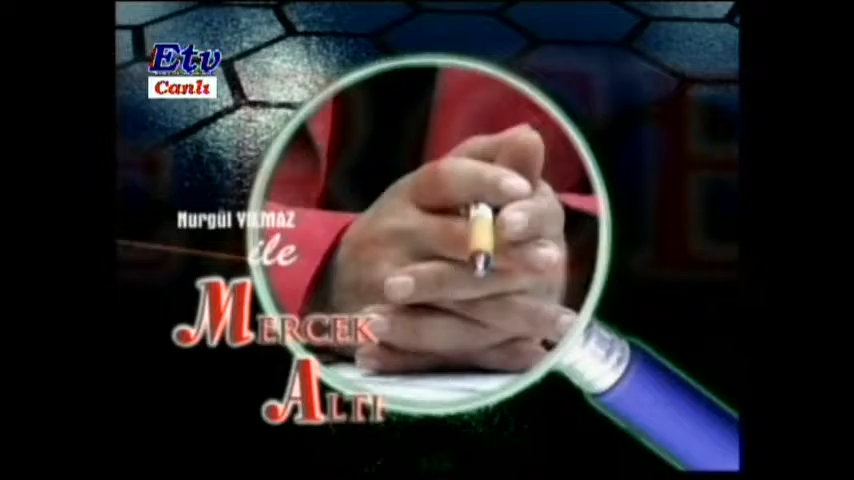 Etv
Canlı
Nurgül YILMAZ
ile
MERCEK
ALTI